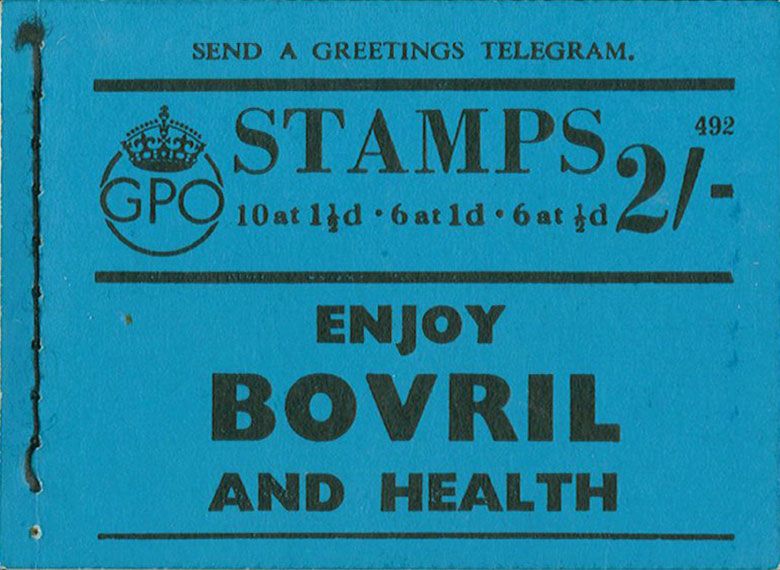 SEND A GREETINGS TELEGRAM.
STAMPS
492
GPO
10 at 1½d · 6 at 1d · 6 at ½d
2/-
ENJOY
BOVRIL
AND HEALTH